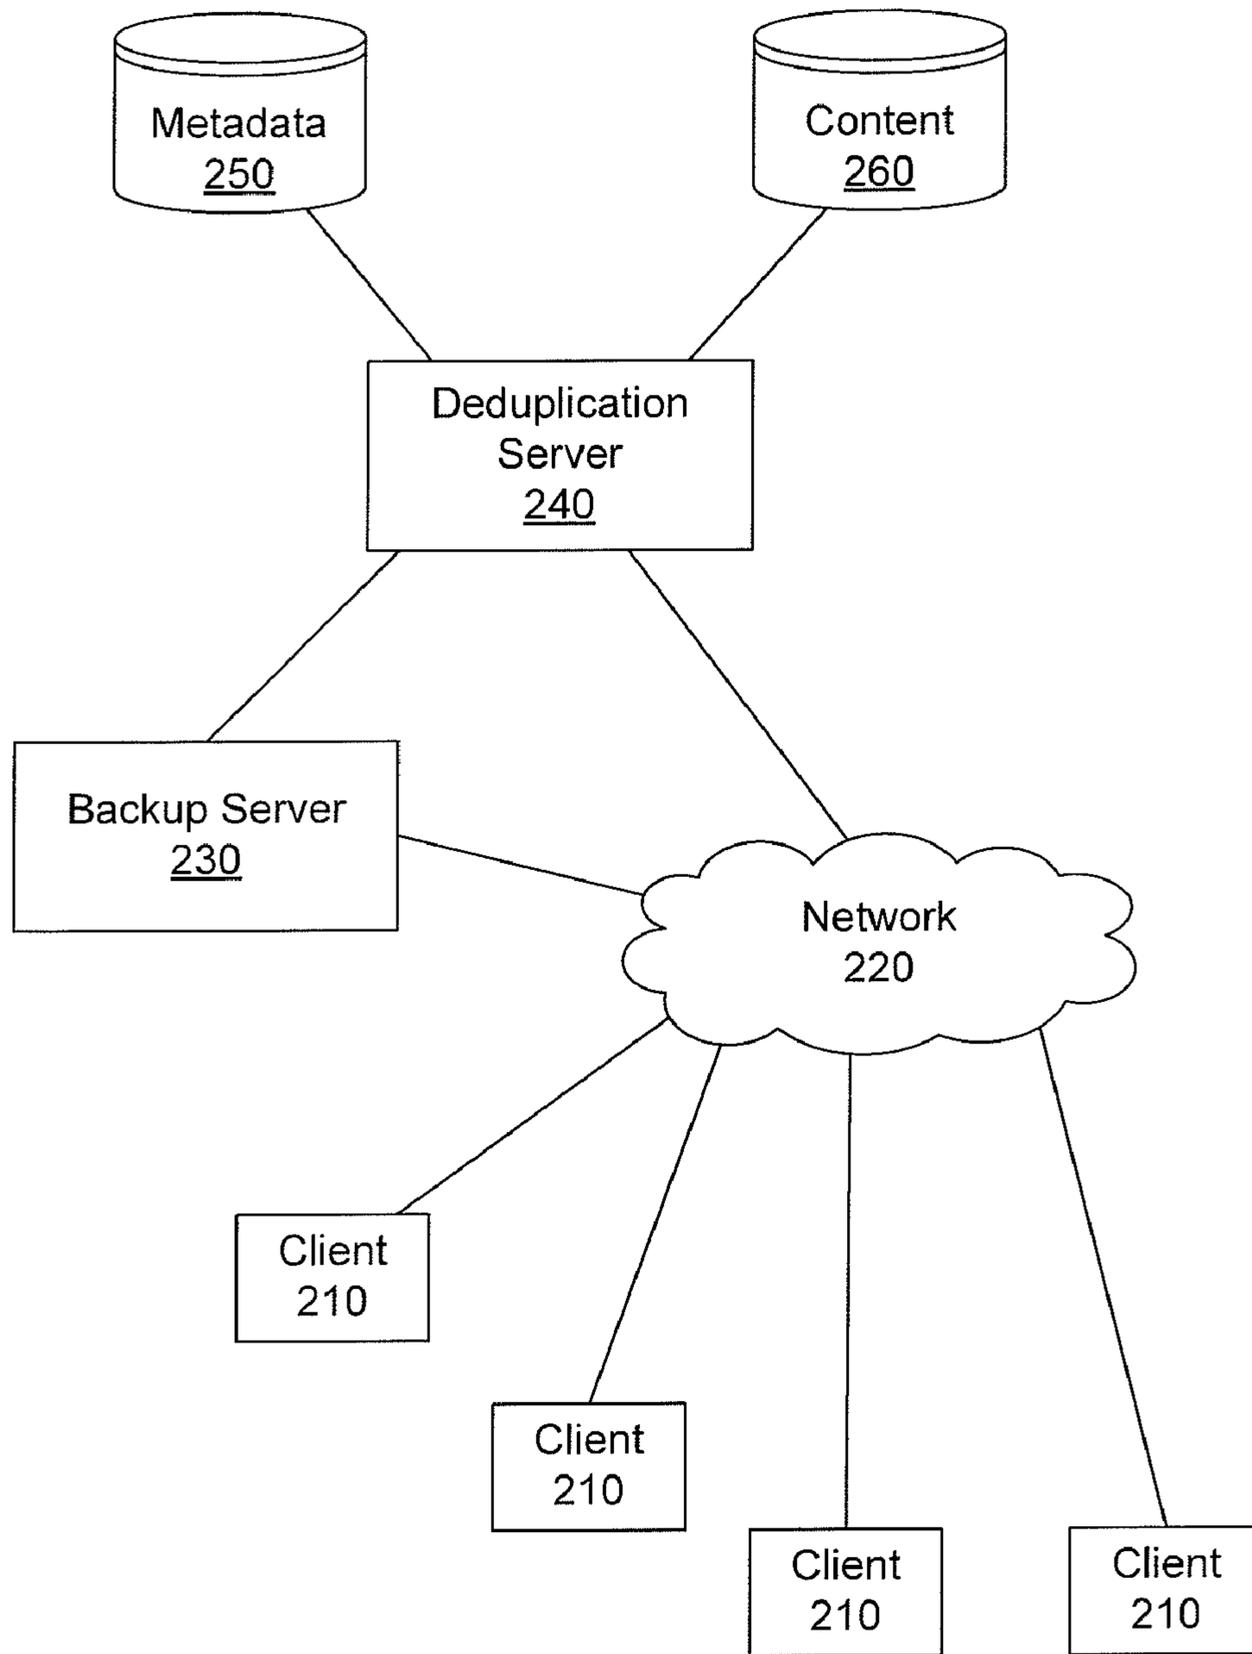 Metadata
250
Content
260
Deduplication
Server
240
Backup Server
230
Network
220
Client
210
Client
210
Client
210
Client
210